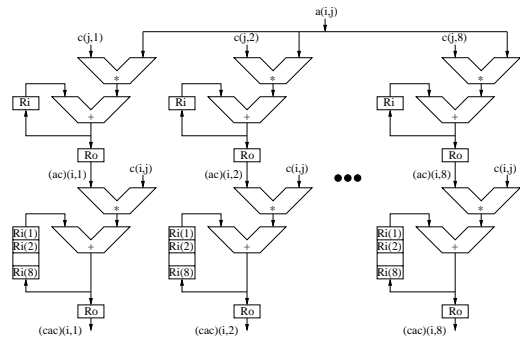 a(i,j)
c(j,1) c(j,2) c(j,8)
* * *
Ri Ri Ri
+ + +
Ro Ro Ro
(ac)(i,1) c(i,j) (ac)(i,2) c(i,j) (ac)(i,8) c(i,j)
* * *
Ri(1) Ri(1) Ri(1)
Ri(2) + Ri(2) + Ri(2) +
Ri(8) Ri(8) Ri(8)
Ro Ro Ro
(cac)(i,1) (cac)(i,2) (cac)(i,8)